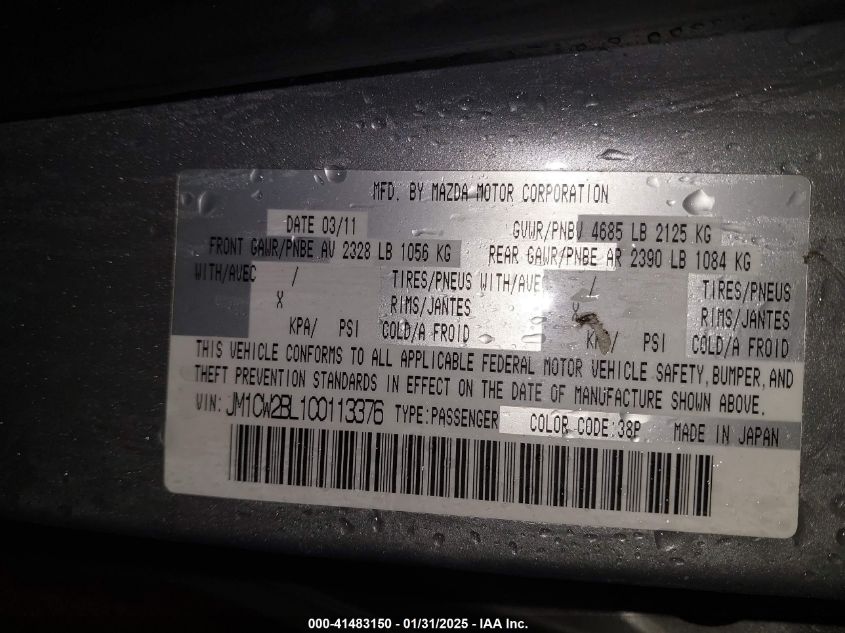 MFD. BY MAZDA MOTOR CORPORATION
DATE 03/11 GVWR/PNBV 4685 LB 2125 KG
FRONT GAWR/PNBE AV 2328 LB 1056 KG REAR GAWR/PNBE AR 2390 LB 1084 KG
WITH/AVEC / TIRES/PNEUS WITH/AVEC / TIRES/PNEUS
X RIMS/JANTES X RIMS/JANTES
KPA/ PSI COLD/A FROID KPA/ PSI COLD/A FROID
THIS VEHICLE CONFORMS TO ALL APPLICABLE FEDERAL MOTOR VEHICLE SAFETY, BUMPER, AND
THEFT PREVENTION STANDARDS IN EFFECT ON THE DATE OF MANUFACTURE SHOWN ABOVE.
VIN: JM1CW2BL1C0113376 TYPE:PASSENGER COLOR CODE:38P MADE IN JAPAN
000-41483150 - 01/31/2025 - IAA Inc.